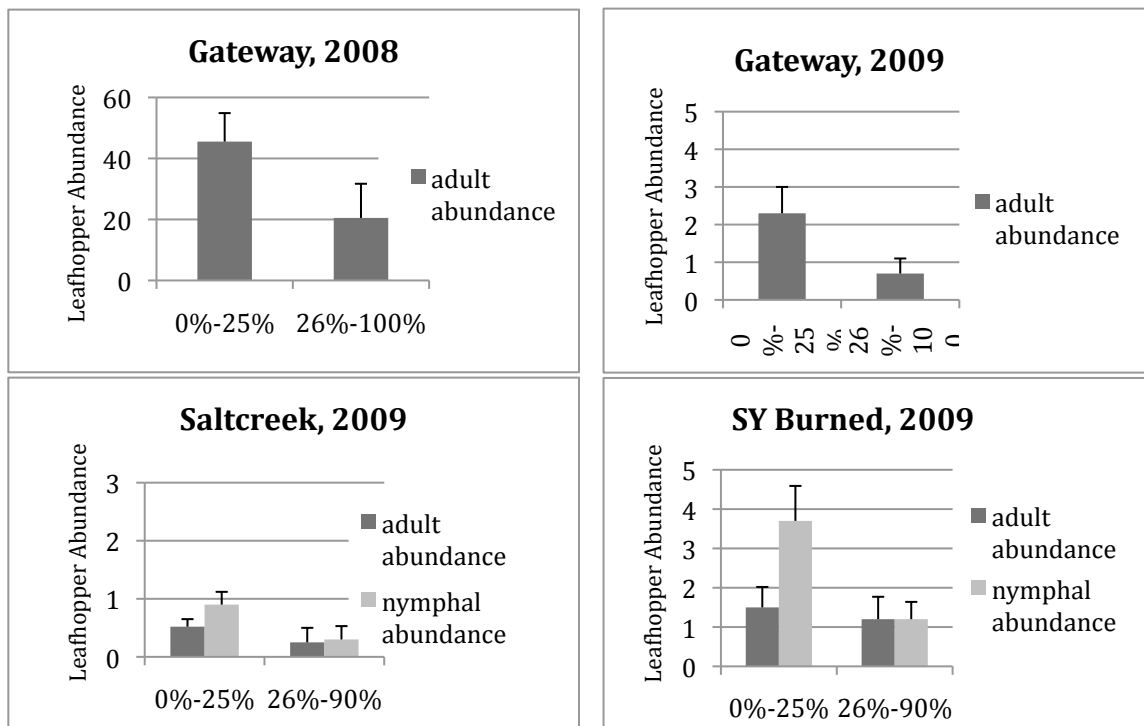 Gateway, 2008
Leafhopper Abundance
60
40
20
0
0%-25% 26%-100%
adult
abundance
Gateway, 2009
Leafhopper Abundance
5
4
3
2
1
0
0
%-
25
%
26
%-
10
0
adult
abundance
Saltcreek, 2009
Leafhopper Abundance
3
2
1
0
0%-25% 26%-90%
adult
abundance
nymphal
abundance
SY Burned, 2009
Leafhopper Abundance
5
4
3
2
1
0
0%-25% 26%-90%
adult
abundance
nymphal
abundance